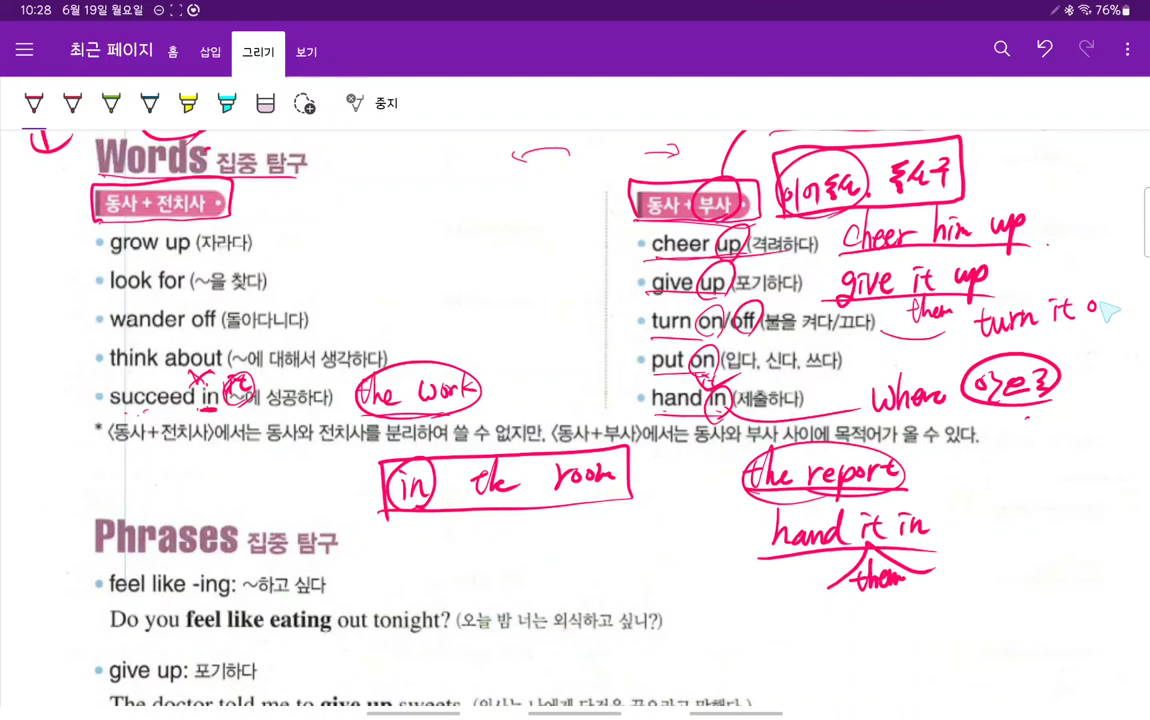 10:28 6월 19일 월요일 76%
최근 페이지 홈 삽입 그리기 보기
중지
Words 집중 탐구
동사 + 전치사
grow up (자라다)
look for (~을 찾다)
wander off (돌아다니다)
think about (~에 대해서 생각하다)
succeed in (~에 성공하다)
it
the work
동사 + 부사
이어동사. 동사구
cheer up (격려하다)
cheer him up
give up (포기하다)
give it up
them
turn on/off (불을 켜다/끄다)
turn it o
put on (입다, 신다, 쓰다)
hand in (제출하다)
where
* 〈동사+전치사〉에서는 동사와 전치사를 분리하여 쓸 수 없지만, 〈동사+부사〉에서는 동사와 부사 사이에 목적어가 올 수 있다.
in the room
the report
hand it in
them
Phrases 집중 탐구
feel like -ing: ~하고 싶다
Do you feel like eating out tonight? (오늘 밤 너는 외식하고 싶니?)
give up: 포기하다
The doctor told me to give up sweets.